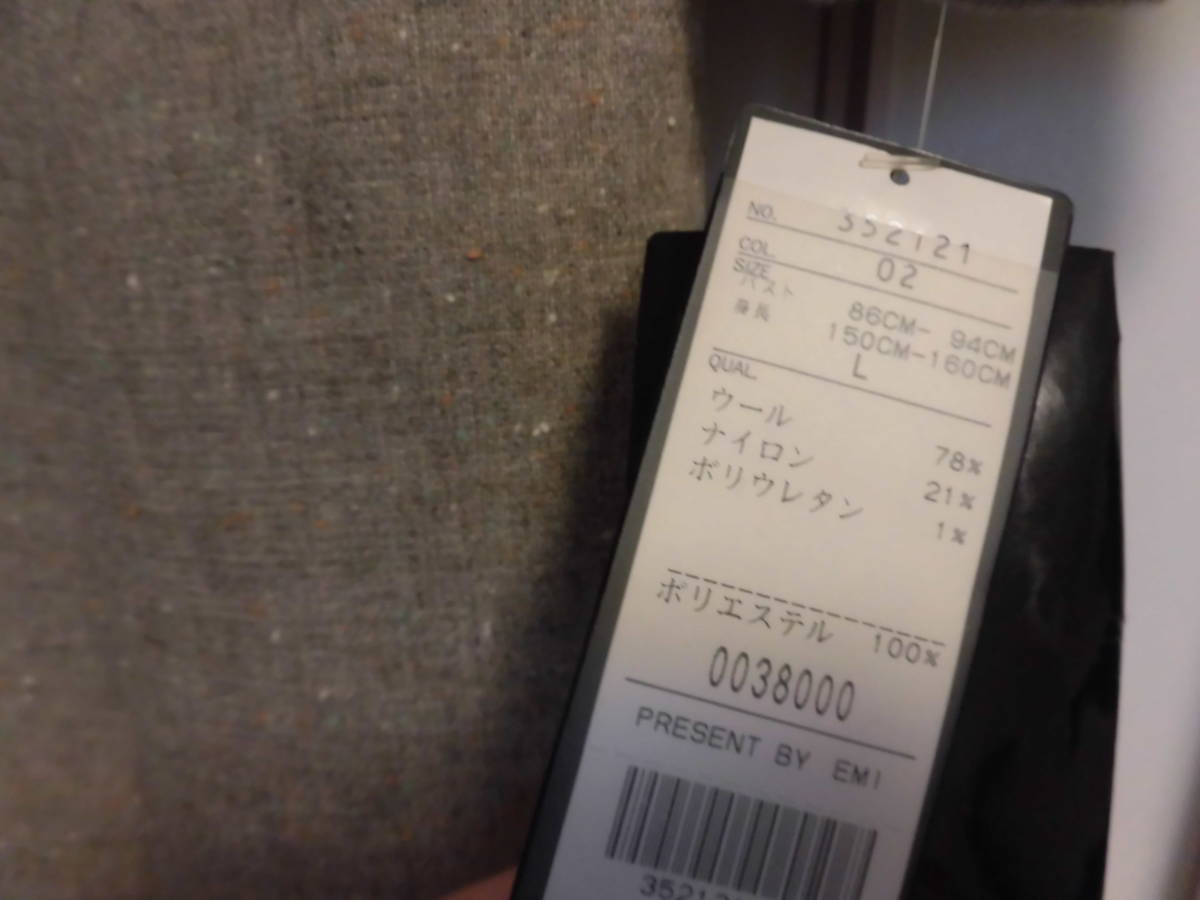 NO. 352121
COL. 02
SIZE
バスト 86CM- 94CM
身長 150CM-160CM
L
QUAL.
ウール 78%
ナイロン 21%
ポリウレタン 1%
ポリエステル 100%
0038000
PRESENT BY EMI